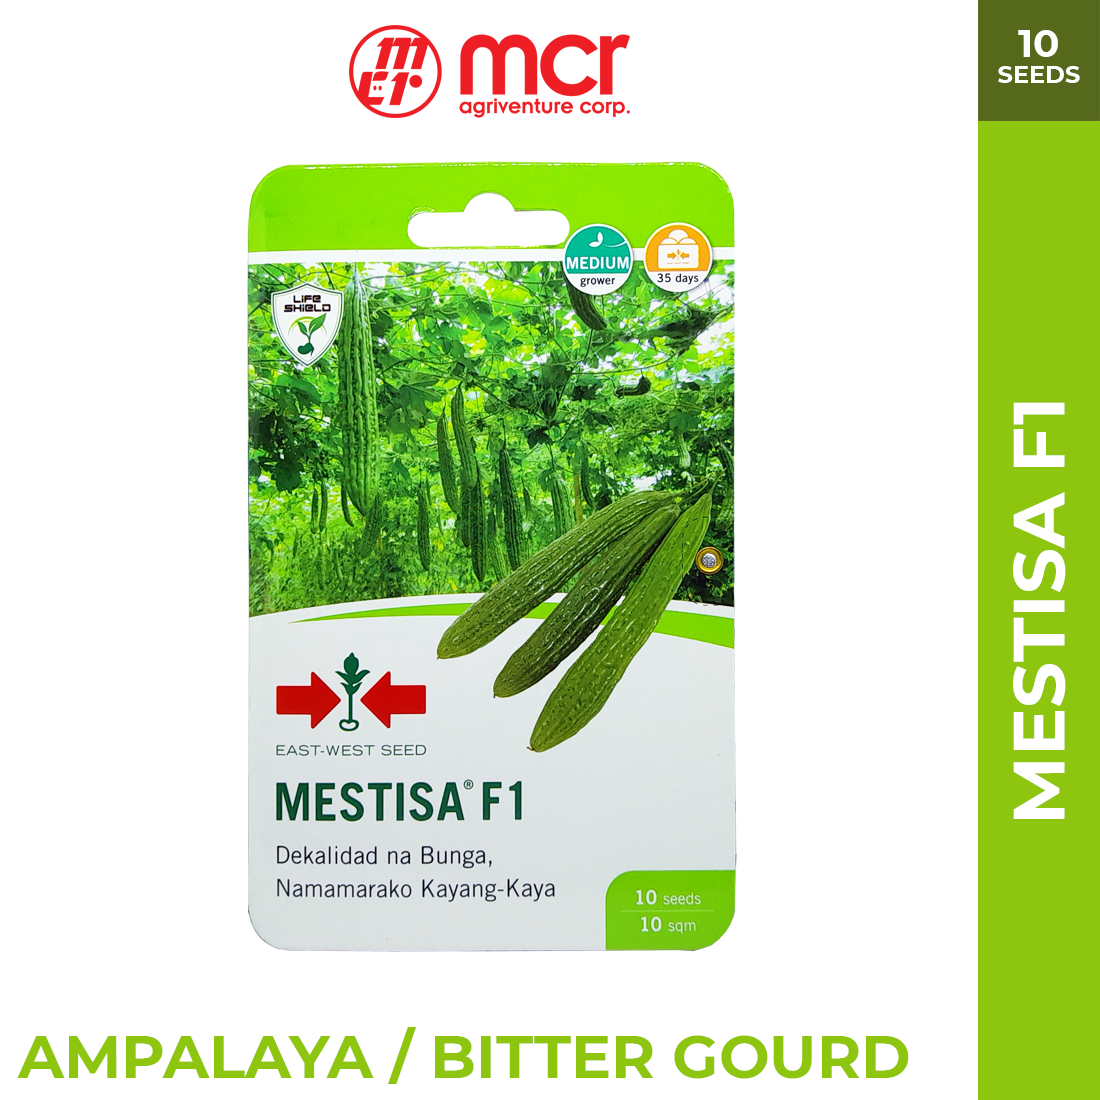 mcr
mcr
agriventure corp.
10
SEEDS
MEDIUM
grower
35 days
LIFE
SHIELD
EAST-WEST SEED
MESTISA® F1
Dekalidad na Bunga,
Namamarako Kayang-Kaya
10 seeds
10 sqm
MESTISA F1
AMPALAYA / BITTER GOURD